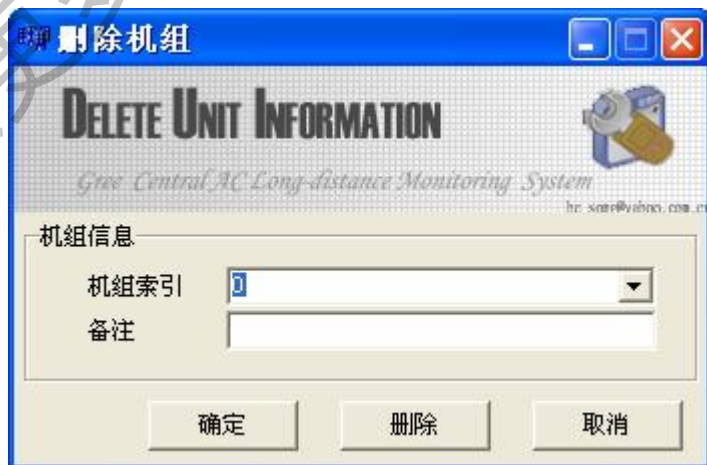 删除机组
DELETE UNIT INFORMATION
Gree Central AC Long-distance Monitoring System
机组信息
机组索引 0
备注
确定 删除 取消